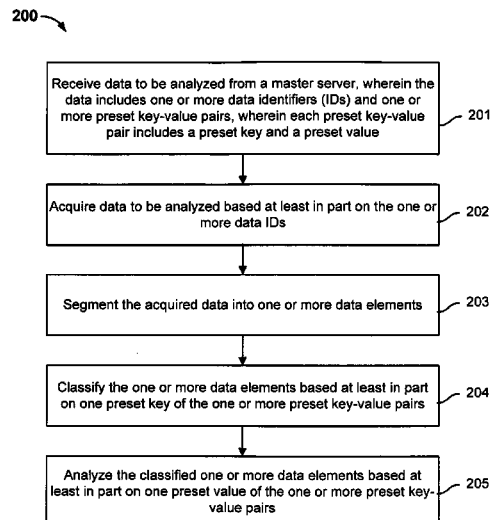 200
Receive data to be analyzed from a master server, wherein the
data includes one or more data identifiers (IDs) and one or
more preset key-value pairs, wherein each preset key-value
pair includes a preset key and a preset value
201
Acquire data to be analyzed based at least in part on the one or
more data IDs
202
Segment the acquired data into one or more data elements
203
Classify the one or more data elements based at least in part
on one preset key of the one or more preset key-value pairs
204
Analyze the classified one or more data elements based at
least in part on one preset value of the one or more preset key-
value pairs
205